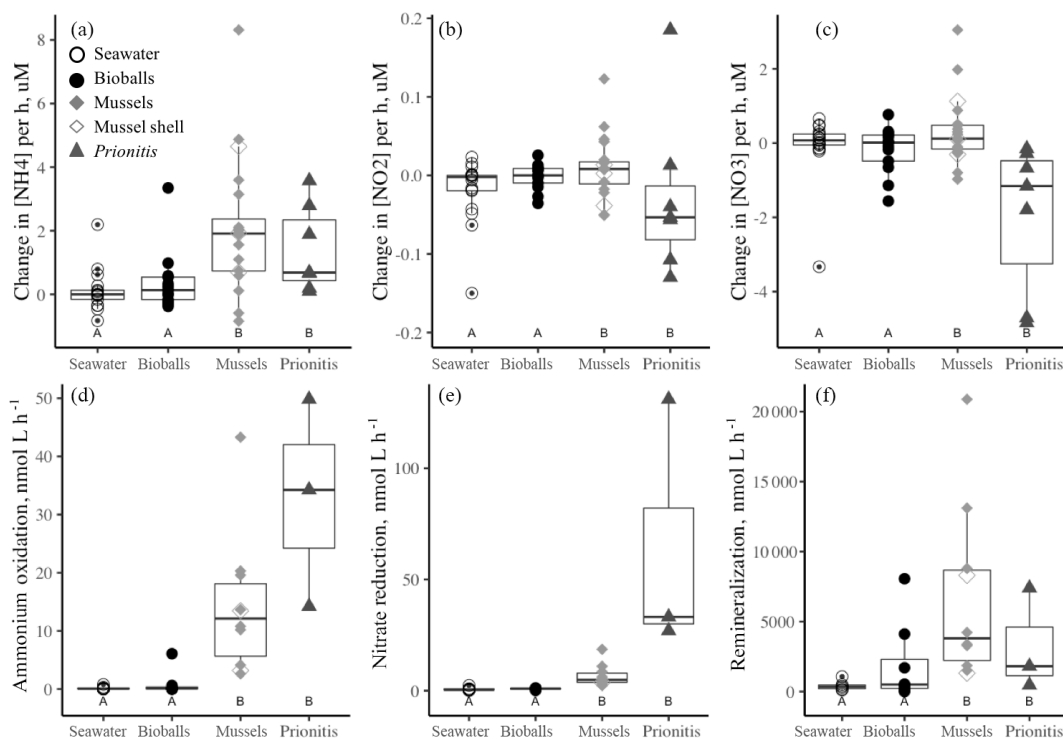 (a)
Seawater
Bioballs
Mussels
Mussel shell
Prionitis
Change in [NH4] per h, uM
8
6
4
2
0
A
A
B
B
Seawater
Bioballs
Mussels
Prionitis
(b)
Change in [NO2] per h, uM
0.2
0.1
0.0
-0.1
-0.2
A
A
B
B
Seawater
Bioballs
Mussels
Prionitis
(c)
Change in [NO3] per h, uM
2
0
-2
-4
A
A
B
B
Seawater
Bioballs
Mussels
Prionitis
(d)
Ammonium oxidation, nmol L h⁻¹
50
40
30
20
10
0
A
A
B
B
Seawater
Bioballs
Mussels
Prionitis
(e)
Nitrate reduction, nmol L h⁻¹
100
50
0
A
A
B
B
Seawater
Bioballs
Mussels
Prionitis
(f)
Remineralization, nmol L h⁻¹
20 000
15 000
10 000
5000
0
A
A
B
B
Seawater
Bioballs
Mussels
Prionitis